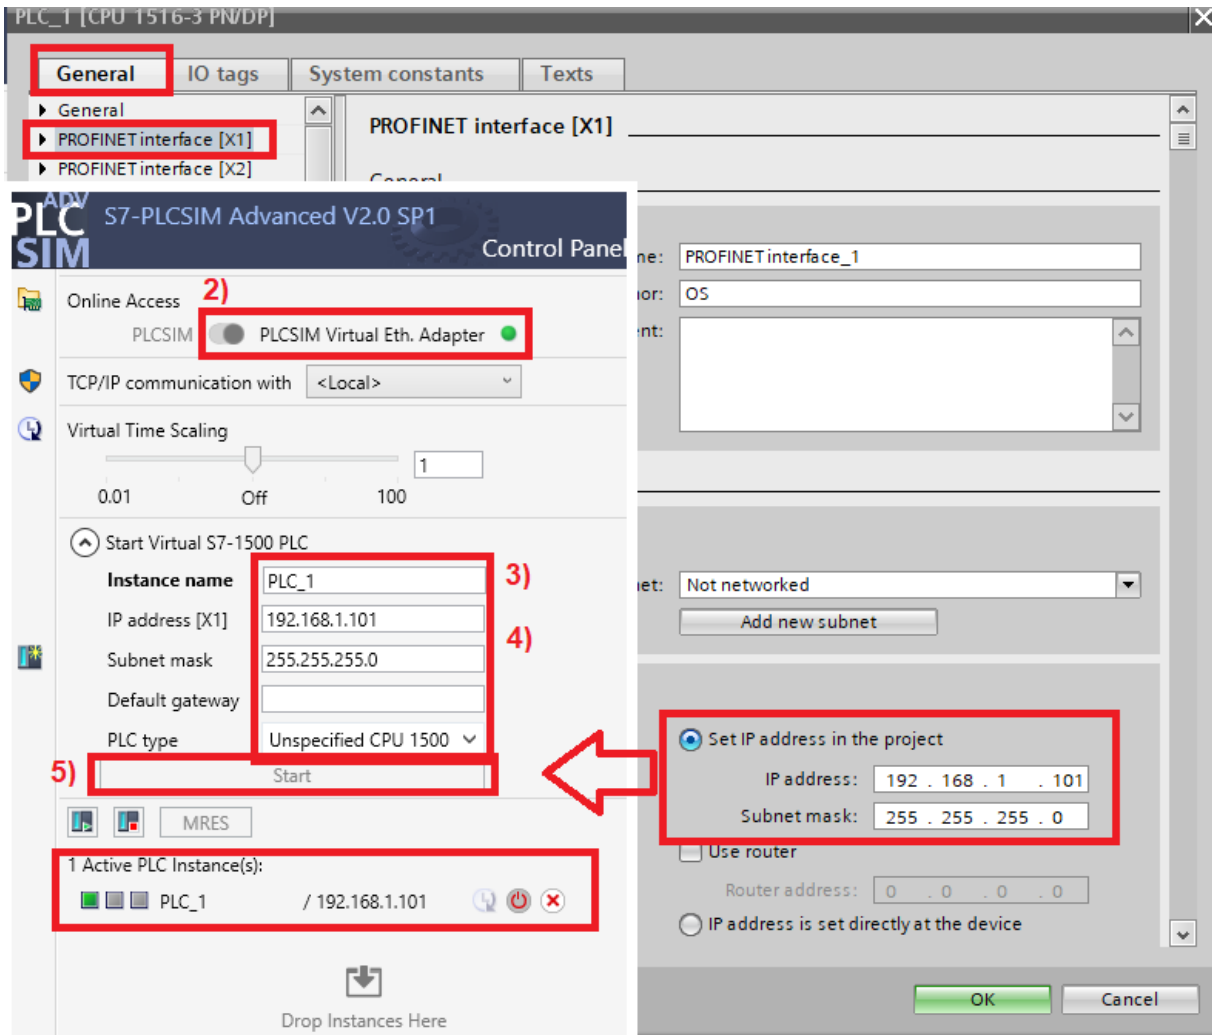 PLC_1 [CPU 1516-3 PN/DP]
General
IO tags
System constants
Texts
General
PROFINET interface [X1]
PROFINET interface [X2]
PROFINET interface [X1]
General
me:
PROFINET interface_1
hor:
OS
ent:
net:
Not networked
Add new subnet
Set IP address in the project
IP address:
192 . 168 . 1 . 101
Subnet mask:
255 . 255 . 255 . 0
Use router
Router address:
0 . 0 . 0 . 0
IP address is set directly at the device
OK
Cancel
ADV
PLC
SIM
S7-PLCSIM Advanced V2.0 SP1
Control Panel
Online Access
2)
PLCSIM
PLCSIM Virtual Eth. Adapter
TCP/IP communication with
<Local>
Virtual Time Scaling
1
0.01
Off
100
Start Virtual S7-1500 PLC
Instance name
PLC_1
3)
IP address [X1]
192.168.1.101
4)
Subnet mask
255.255.255.0
Default gateway
PLC type
Unspecified CPU 1500
5)
Start
MRES
1 Active PLC Instance(s):
PLC_1
/ 192.168.1.101
Drop Instances Here